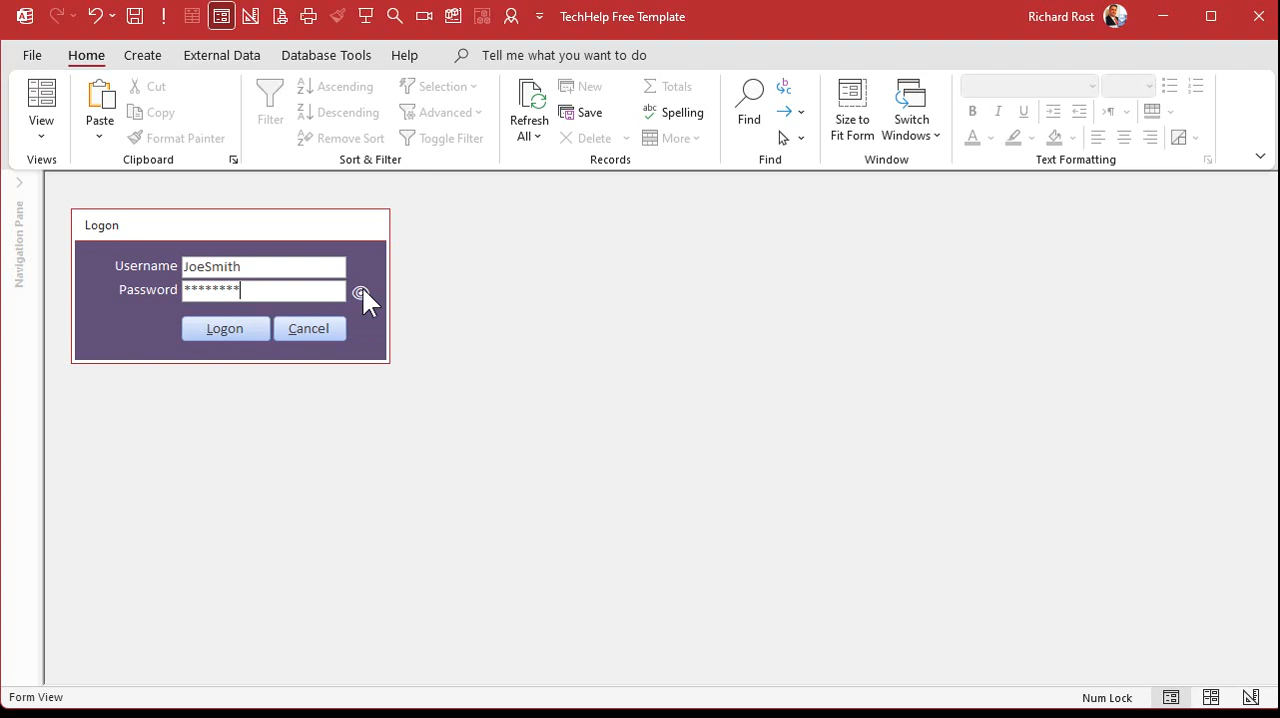 TechHelp Free Template
Richard Rost
File Home Create External Data Database Tools Help Tell me what you want to do
View
Views
Paste
Cut
Copy
Format Painter
Clipboard
Filter
Ascending
Descending
Remove Sort
Selection
Advanced
Toggle Filter
Sort & Filter
Refresh
All
New
Save
Delete
Totals
Spelling
More
Records
Find
Find
Size to
Fit Form
Switch
Windows
Window
B I U
A
Text Formatting
Navigation Pane
Logon
Username JoeSmith
Password ********
Logon Cancel
Form View
Num Lock